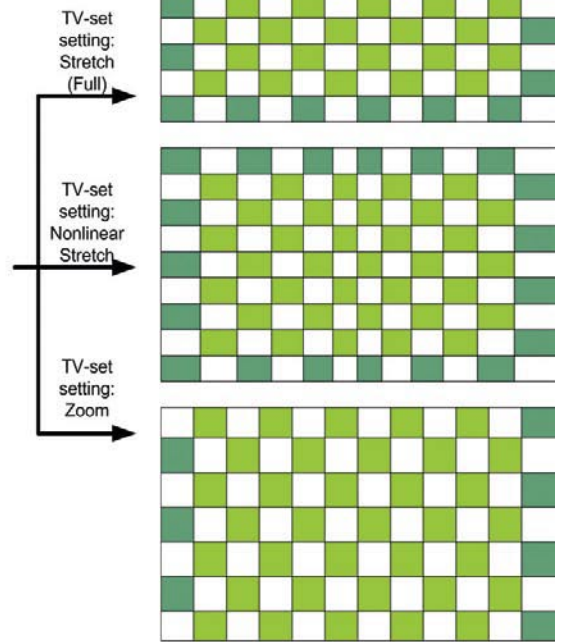 TV-set
setting:
Stretch
(Full)
TV-set
setting:
Nonlinear
Stretch
TV-set
setting:
Zoom